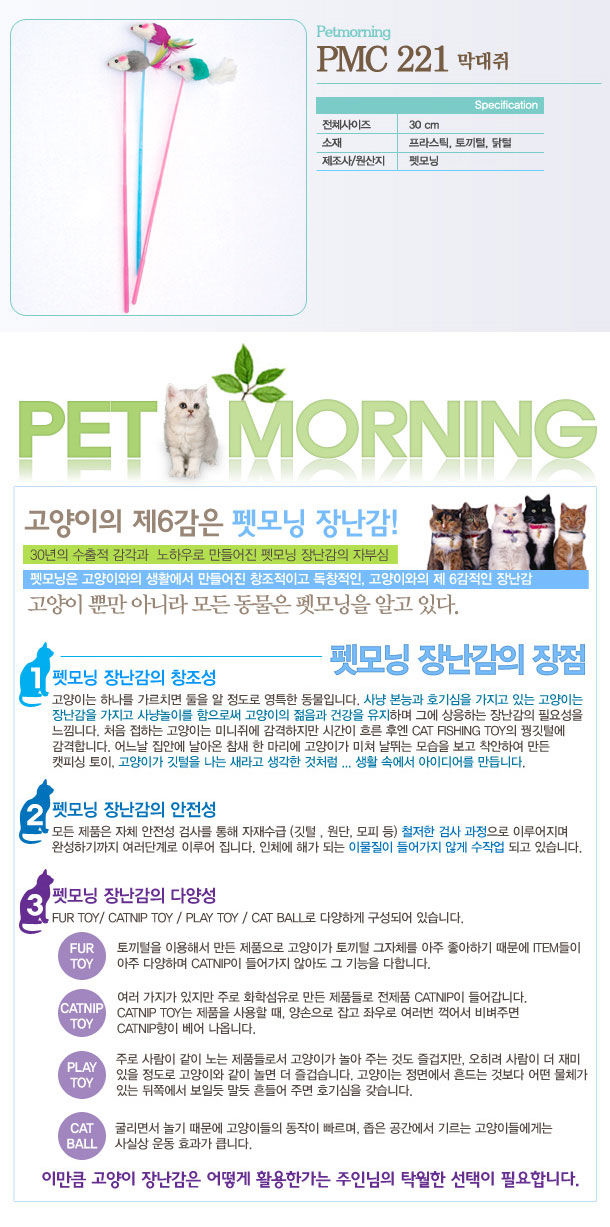 Petmorning
PMC 221 막대쥐
Specification
전체사이즈 30 cm
소재 프라스틱, 토끼털, 닭털
제조사/원산지 펫모닝
PET MORNING
고양이의 제6감은 펫모닝 장난감!
30년의 수출적 감각과 노하우로 만들어진 펫모닝 장난감의 자부심
펫모닝은 고양이와의 생활에서 만들어진 창조적이고 독창적인, 고양이와의 제 6감적인 장난감
고양이 뿐만 아니라 모든 동물은 펫모닝을 알고 있다.
펫모닝 장난감의 장점
1 펫모닝 장난감의 창조성
고양이는 하나를 가르치면 둘을 알 정도로 영특한 동물입니다. 사냥 본능과 호기심을 가지고 있는 고양이는
장난감을 가지고 사냥놀이를 함으로써 고양이의 젊음과 건강을 유지하며 그에 상응하는 장난감의 필요성을
느낍니다. 처음 접하는 고양이는 미니쥐에 감격하지만 시간이 흐른 후엔 CAT FISHING TOY의 꿩깃털에
감격합니다. 어느날 집안에 날아온 참새 한 마리에 고양이가 미쳐 날뛰는 모습을 보고 착안하여 만든
캣피싱 토이, 고양이가 깃털을 나는 새라고 생각한 것처럼 ... 생활 속에서 아이디어를 만듭니다.
2 펫모닝 장난감의 안전성
모든 제품은 자체 안전성 검사를 통해 자재수급 (깃털 , 원단, 모피 등) 철저한 검사 과정으로 이루어지며
완성하기까지 여러단계로 이루어 집니다. 인체에 해가 되는 이물질이 들어가지 않게 수작업 되고 있습니다.
3 펫모닝 장난감의 다양성
FUR TOY/ CATNIP TOY / PLAY TOY / CAT BALL로 다양하게 구성되어 있습니다.
FUR
TOY
토끼털을 이용해서 만든 제품으로 고양이가 토끼털 그자체를 아주 좋아하기 때문에 ITEM들이
아주 다양하며 CATNIP이 들어가지 않아도 그 기능을 다합니다.
CATNIP
TOY
여러 가지가 있지만 주로 화학섬유로 만든 제품들로 전제품 CATNIP이 들어갑니다.
CATNIP TOY는 제품을 사용할 때, 양손으로 잡고 좌우로 여러번 꺽어서 비벼주면
CATNIP향이 베어 나옵니다.
PLAY
TOY
주로 사람이 같이 노는 제품들로서 고양이가 놀아 주는 것도 즐겁지만, 오히려 사람이 더 재미
있을 정도로 고양이와 같이 놀면 더 즐겁습니다. 고양이는 정면에서 흔드는 것보다 어떤 물체가
있는 뒤쪽에서 보일듯 말듯 흔들어 주면 호기심을 갖습니다.
CAT
BALL
굴리면서 놀기 때문에 고양이들의 동작이 빠르며, 좁은 공간에서 기르는 고양이들에게는
사실상 운동 효과가 큽니다.
이만큼 고양이 장난감은 어떻게 활용한가는 주인님의 탁월한 선택이 필요합니다.